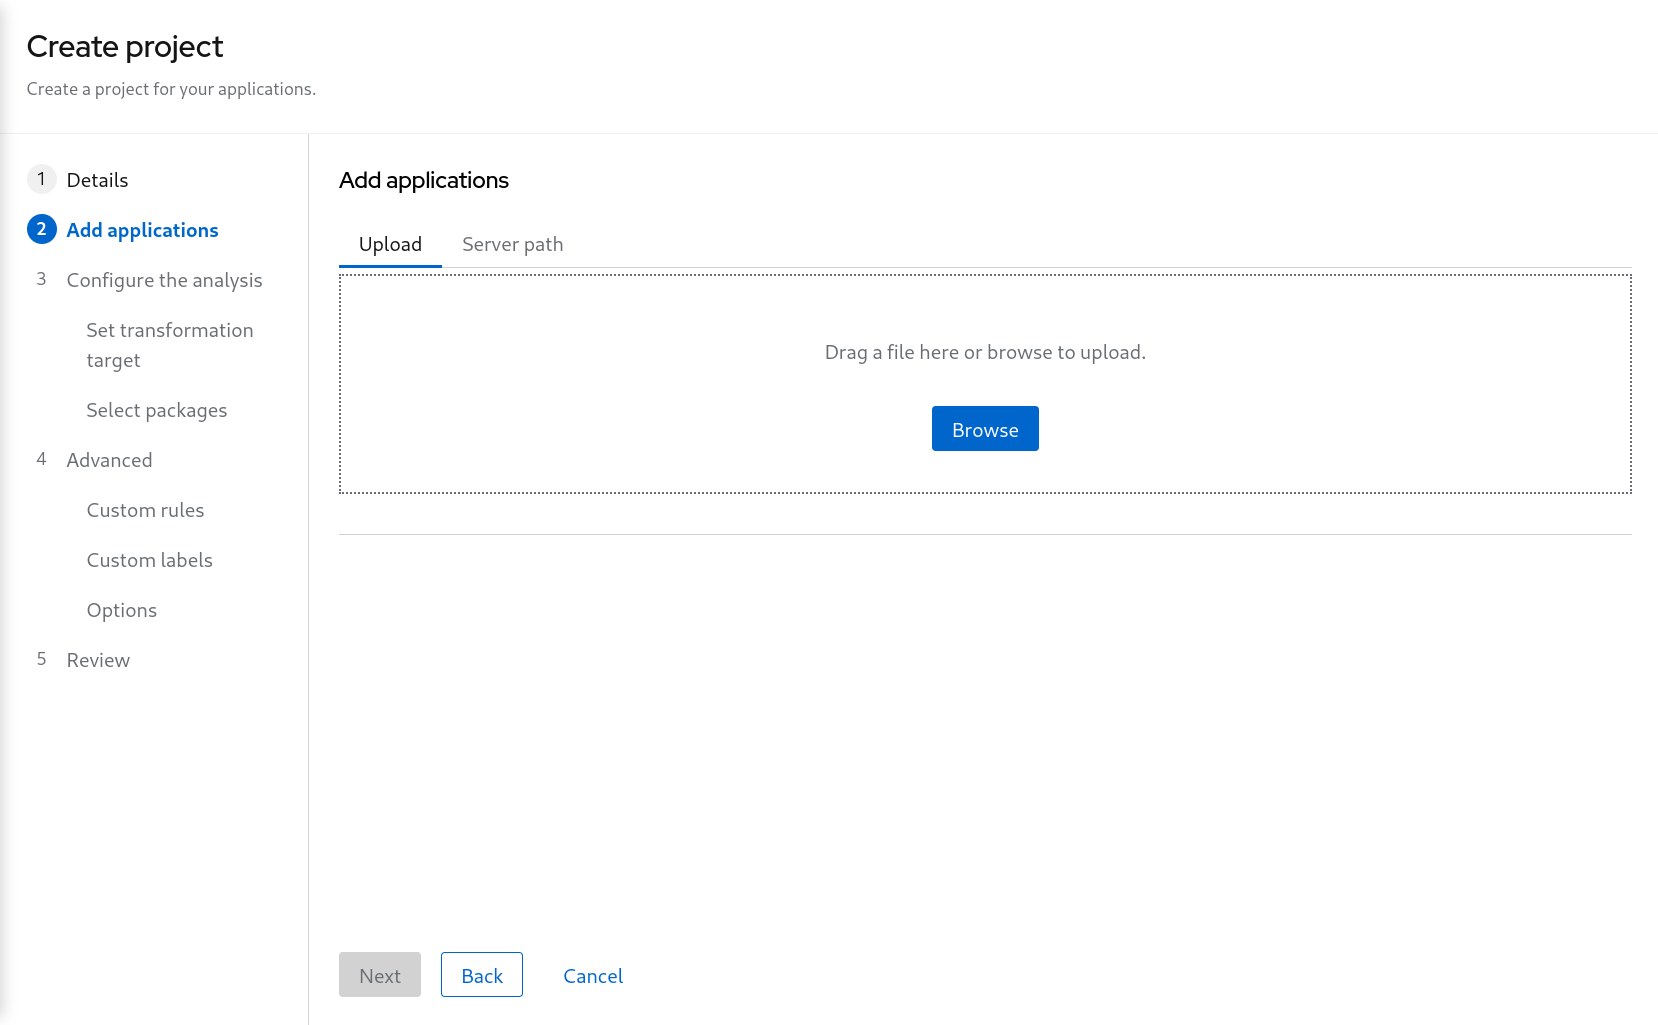 Create project
Create a project for your applications.
1 Details
2 Add applications
3 Configure the analysis
Set transformation
target
Select packages
4 Advanced
Custom rules
Custom labels
Options
5 Review
Add applications
Upload Server path
Drag a file here or browse to upload.
Browse
Next Back Cancel